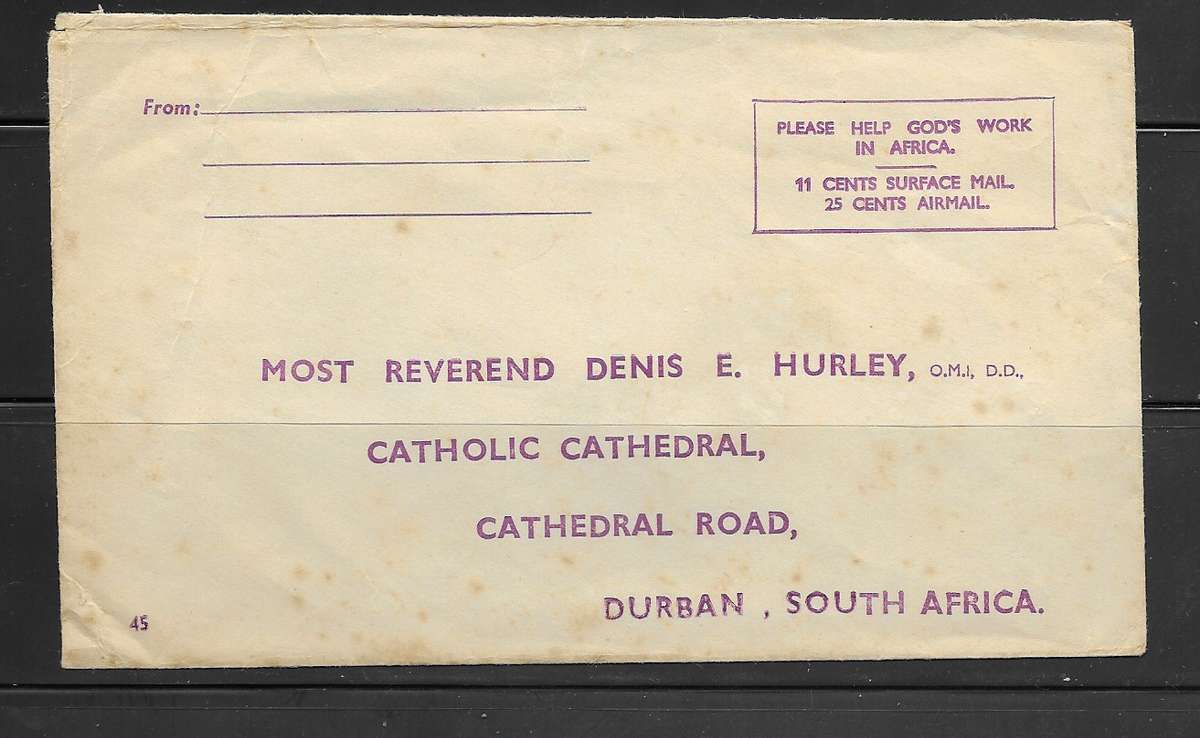 From:
PLEASE HELP GOD'S WORK
IN AFRICA.
11 CENTS SURFACE MAIL.
25 CENTS AIRMAIL.
MOST REVEREND DENIS E. HURLEY, O.M.I, D.D.,
CATHOLIC CATHEDRAL,
CATHEDRAL ROAD,
DURBAN , SOUTH AFRICA.
45